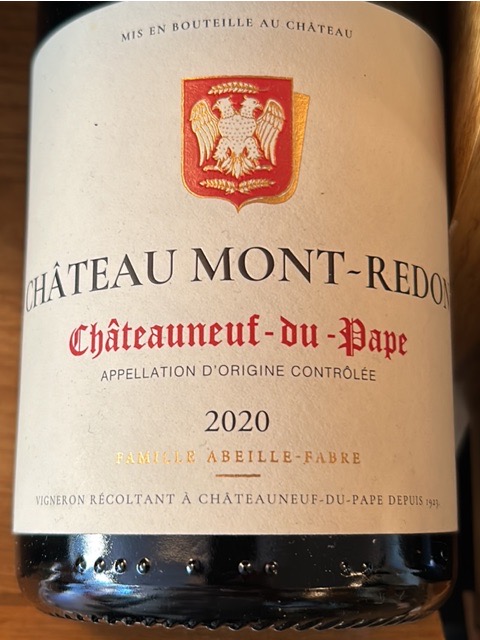 MIS EN BOUTEILLE AU CHÂTEAU
CHÂTEAU MONT-REDON
Châteauneuf-du-Pape
APPELLATION D'ORIGINE CONTRÔLÉE
2020
FAMILLE ABEILLE-FABRE
VIGNERON RÉCOLTANT À CHÂTEAUNEUF-DU-PAPE DEPUIS 1923.